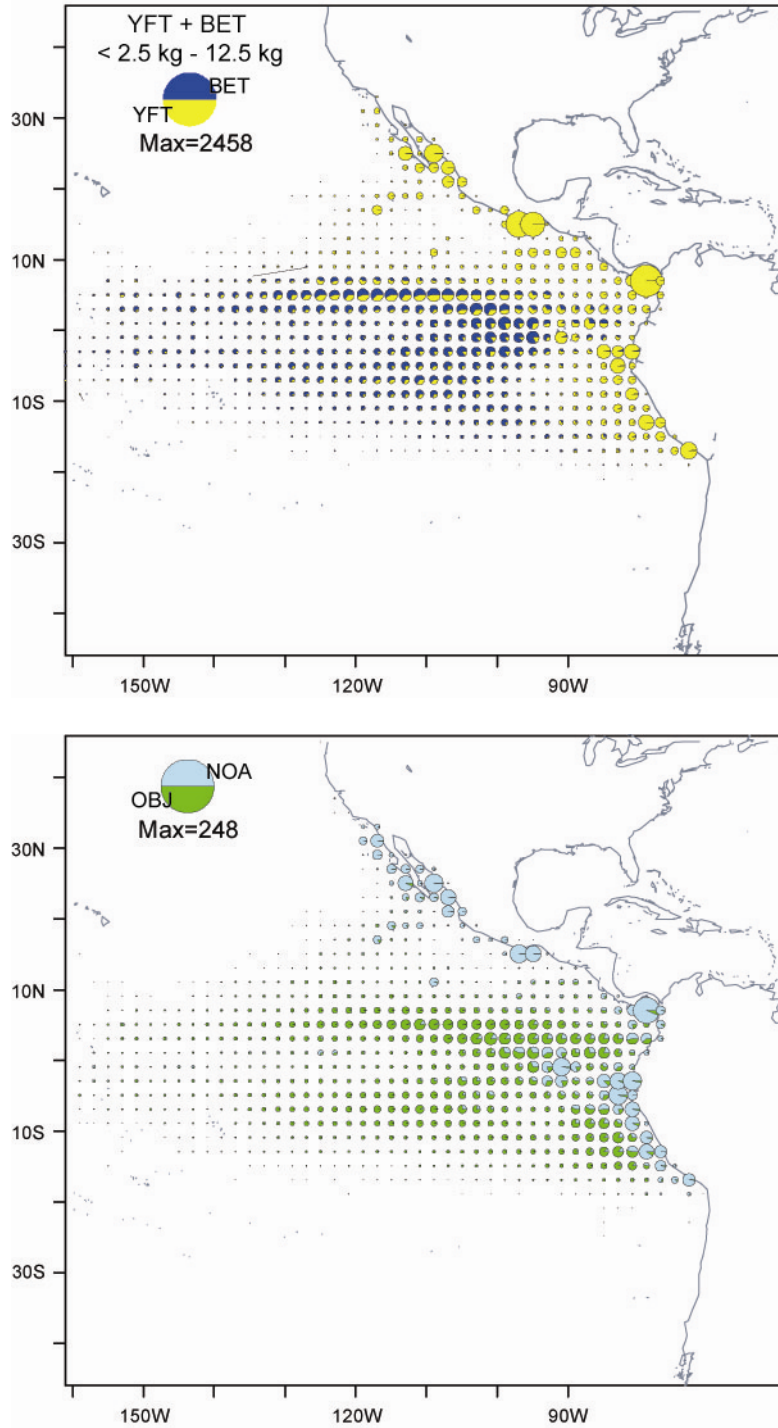 YFT + BET
< 2.5 kg - 12.5 kg
BET
YFT
Max=2458
30N
10N
10S
30S
150W
120W
90W
NOA
OBJ
Max=248
30N
10N
10S
30S
150W
120W
90W